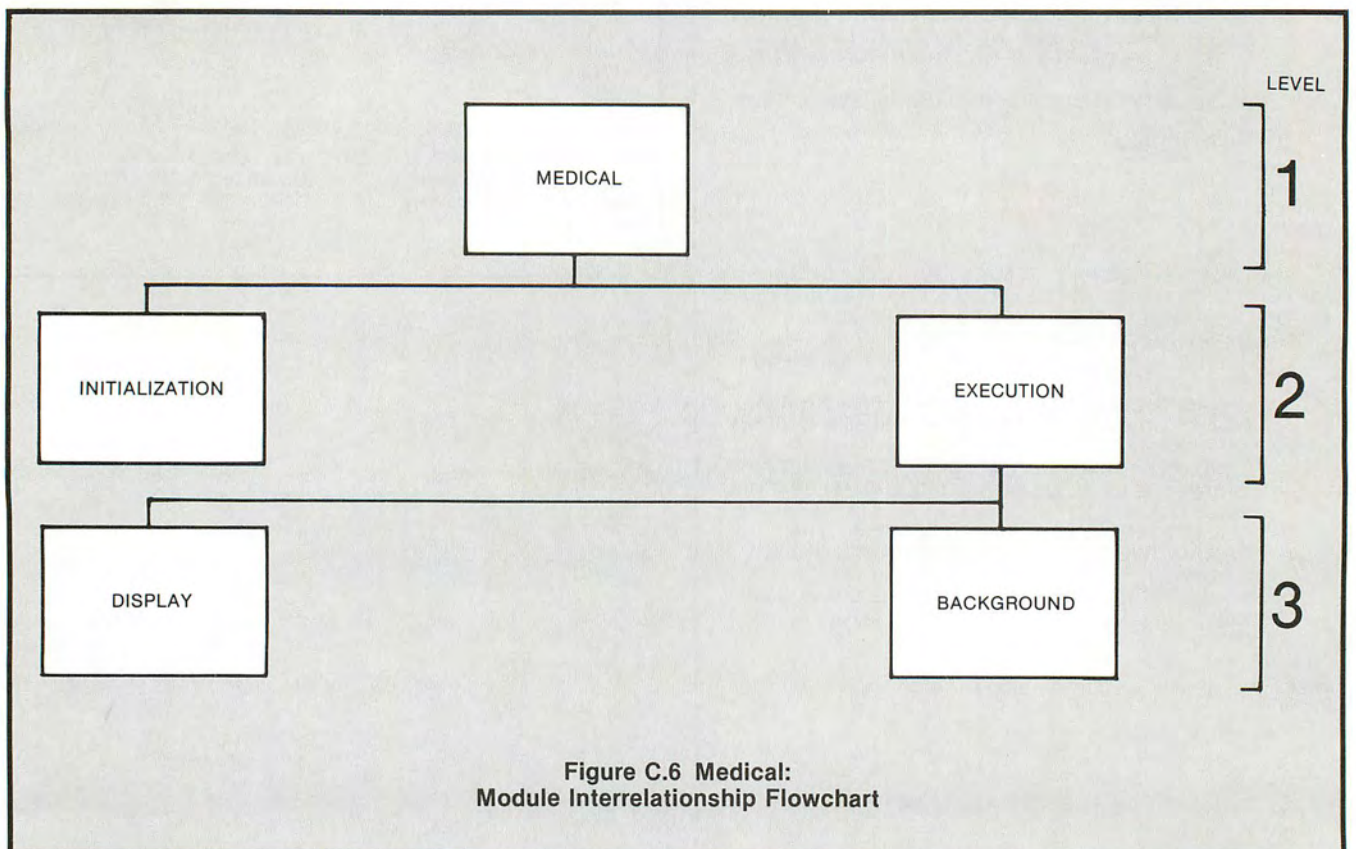 LEVEL
MEDICAL
1
INITIALIZATION
EXECUTION
2
DISPLAY
BACKGROUND
3
Figure C.6 Medical:
Module Interrelationship Flowchart